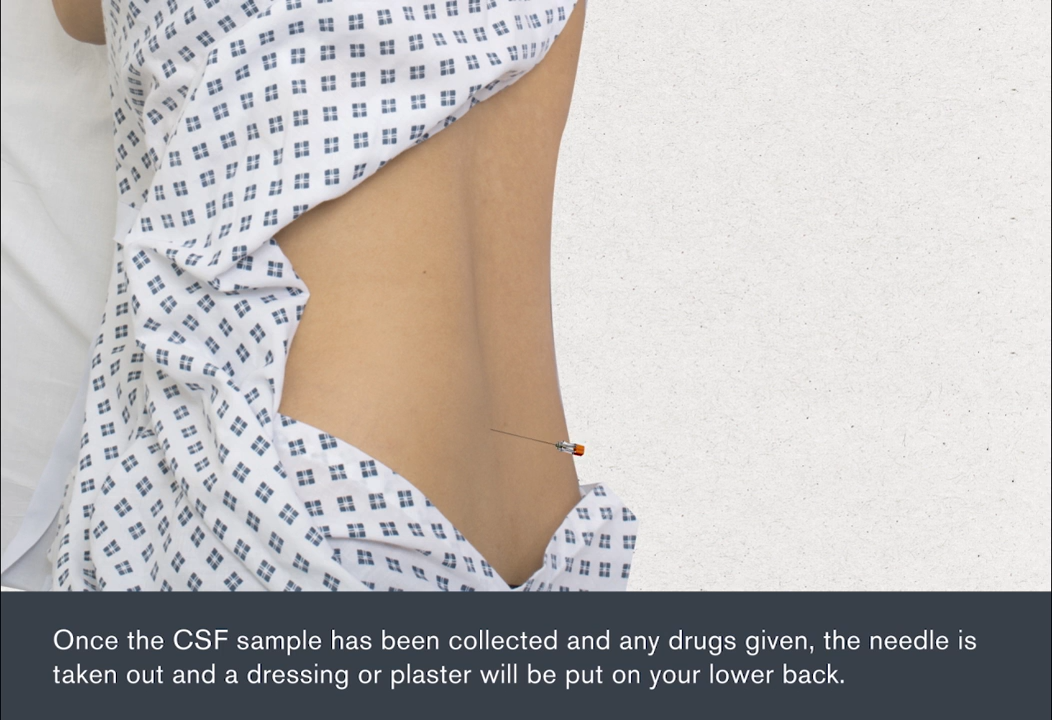 Once the CSF sample has been collected and any drugs given, the needle is
taken out and a dressing or plaster will be put on your lower back.